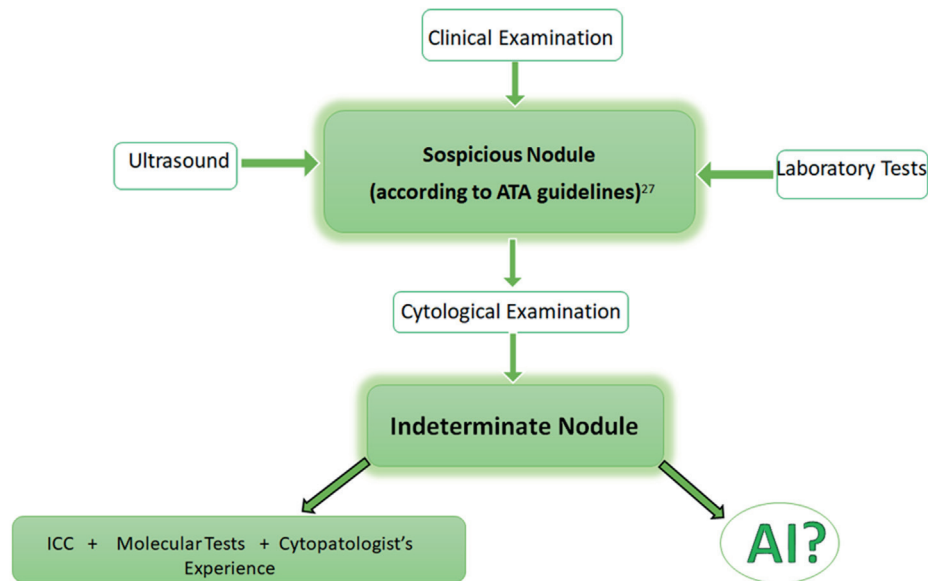 Clinical Examination
Ultrasound
Sospicious Nodule
(according to ATA guidelines)27
Laboratory Tests
Cytological Examination
Indeterminate Nodule
ICC + Molecular Tests + Cytopatologist's
Experience
AI?